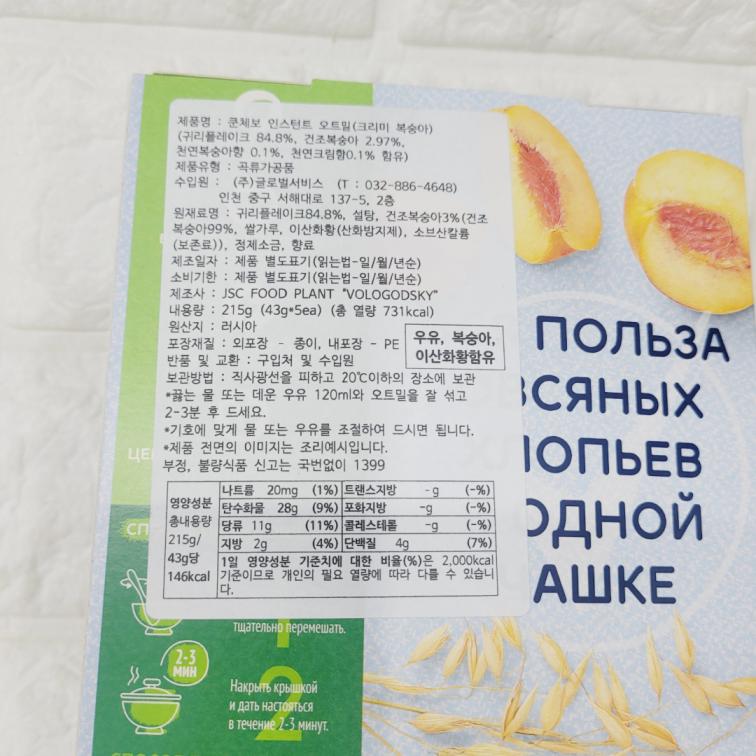 제품명 : 쿤체보 인스턴트 오트밀(크리미 복숭아)
(귀리플레이크 84.8%, 건조복숭아 2.97%,
천연복숭아향 0.1%, 천연크림향0.1% 함유)
제품유형 : 곡류가공품
수입원 : (주)글로벌서비스 (T : 032-886-4648)
인천 중구 서해대로 137-5, 2층
원재료명 : 귀리플레이크84.8%, 설탕, 건조복숭아3%(건조
복숭아99%, 쌀가루, 이산화황(산화방지제), 소브산칼륨
(보존료)), 정제소금, 향료
제조일자 : 제품 별도표기(읽는법-일/월/년순)
소비기한 : 제품 별도표기(읽는법-일/월/년순)
제조사 : JSC FOOD PLANT "VOLOGODSKY"
내용량 : 215g (43g*5ea) (총 열량 731kcal)
원산지 : 러시아
포장재질 : 외포장 - 종이, 내포장 - PE
반품 및 교환 : 구입처 및 수입원
우유, 복숭아,
이산화황함유
보관방법 : 직사광선을 피하고 20℃이하의 장소에 보관
*끓는 물 또는 데운 우유 120ml와 오트밀을 잘 섞고
2-3분 후 드세요.
*기호에 맞게 물 또는 우유를 조절하여 드시면 됩니다.
*제품 전면의 이미지는 조리예시입니다.
부정, 불량식품 신고는 국번없이 1399
영양성분
총내용량
215g/
43g당
146kcal
나트륨 20mg (1%) 트랜스지방 -g (-%)
탄수화물 28g (9%) 포화지방 -g (-%)
당류 11g (11%) 콜레스테롤 -g (-%)
지방 2g (4%) 단백질 4g (7%)
1일 영양성분 기준치에 대한 비율(%)은 2,000kcal
기준이므로 개인의 필요 열량에 따라 다를 수 있습니
다.
ПОЛЬЗА
ВСЯНЫХ
ЛОПЬЕВ
ОДНОЙ
АШКЕ
ЦЕ
СП
1
тщательно перемешать.
2-3
МИН
2
Накрыть крышкой
и дать настояться
в течение 2-3 минут.